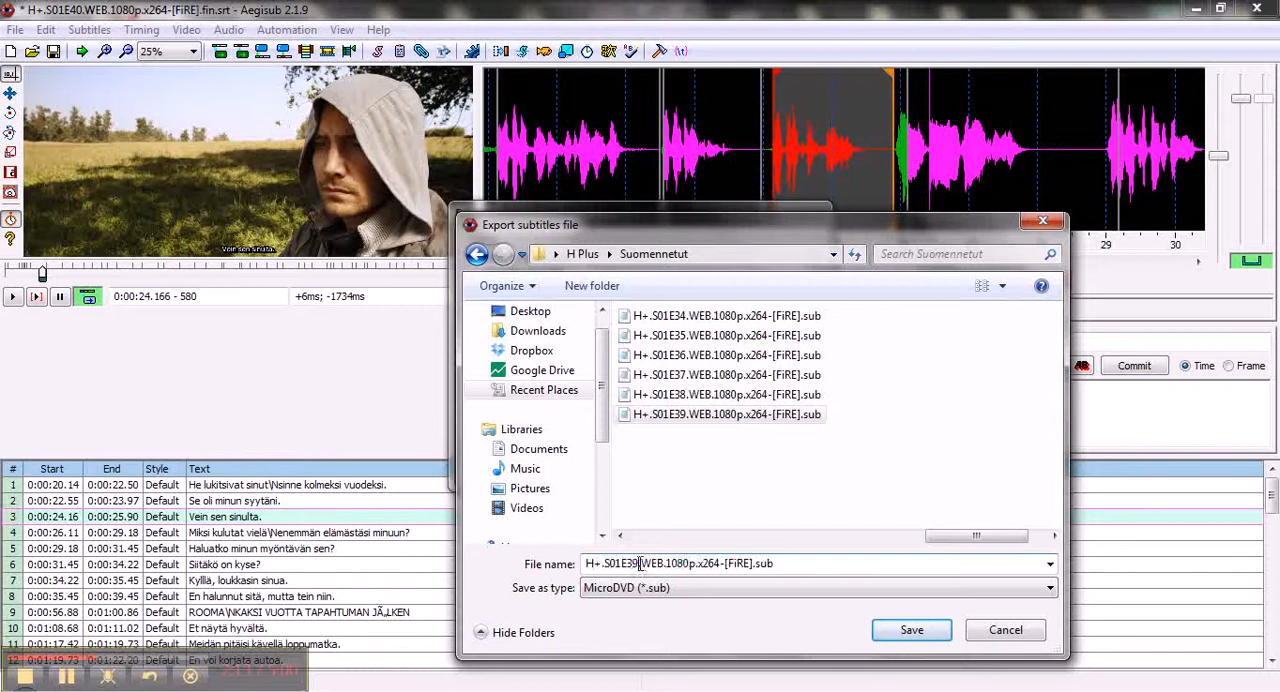 * H+.S01E40.WEB.1080p.x264-[FiRE].fin.srt - Aegisub 2.1.9
File Edit Subtitles Timing Video Audio Automation View Help
25%
Vein sen sinulta.
29 30
0:00:24.166 - 580
+6ms; -1734ms
Commit
Time
Frame
Export subtitles file
H Plus
Suomennetut
Search Suomennetut
Organize
New folder
Desktop
Downloads
Dropbox
Google Drive
Recent Places
Libraries
Documents
Music
Pictures
Videos
H+.S01E34.WEB.1080p.x264-[FiRE].sub
H+.S01E35.WEB.1080p.x264-[FiRE].sub
H+.S01E36.WEB.1080p.x264-[FiRE].sub
H+.S01E37.WEB.1080p.x264-[FiRE].sub
H+.S01E38.WEB.1080p.x264-[FiRE].sub
H+.S01E39.WEB.1080p.x264-[FiRE].sub
File name: H+.S01E39.WEB.1080p.x264-[FiRE].sub
Save as type: MicroDVD (*.sub)
Hide Folders
Save
Cancel
# Start End Style Text
1 0:00:20.14 0:00:22.50 Default He lukitsivat sinut\Nsinne kolmeksi vuodeksi.
2 0:00:22.55 0:00:23.97 Default Se oli minun syytäni.
3 0:00:24.16 0:00:25.90 Default Vein sen sinulta.
4 0:00:26.11 0:00:29.18 Default Miksi kulutat vielä\Nenemmän elämästäsi minuun?
5 0:00:29.18 0:00:31.45 Default Haluatko minun myöntävän sen?
6 0:00:31.45 0:00:32.60 Default Siitäkö on kyse?
7 0:00:32.60 0:00:34.95 Default Kylllä, loukkasin sinua.
8 0:00:34.95 0:00:36.90 Default En halunnut sitä, mutta tein sen.
9 0:00:58.86 0:01:00.86 Default ROOMA\NKAKSI VUOTTA TAPAHTUMAN JÄ„LKEN
10 0:01:08.68 0:01:11.02 Default Et näytä hyvältä.
11 0:01:17.42 0:01:19.73 Default Meidän pitäisi kävellä loppumatka.
12 0:01:19.73 0:01:22.20 Default En voi korjata autoa.